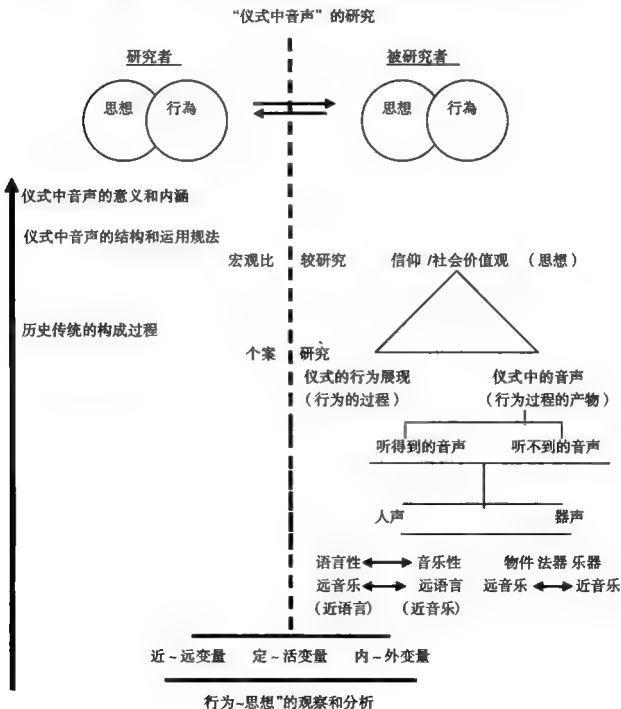 “仪式中音声”的研究
研究者
被研究者
思想 行為
思想 行為
仪式中音声的意义和内涵
仪式中音声的结构和运用规法
宏观比 较研究
信仰 /社会价值观 （思想）
历史传统的构成过程
个案 研究
仪式的行为展现
（行为的过程）
仪式中的音声
（行为过程的产物）
听得到的音声
听不到的音声
人声
器声
语言性 音乐性
物件 法器 乐器
远音乐 远语言
远音乐 近音乐
（近语言） （近音乐）
近~远变量 定~活变量 内~外变量
行为~思想”的观察和分析